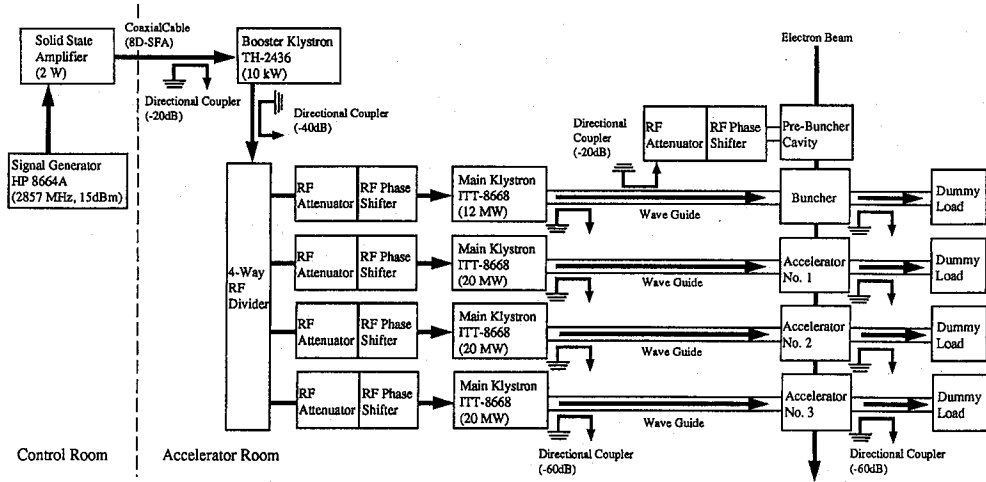 CoaxialCable
(8D-SFA)
Solid State
Amplifier
(2 W)
Booster Klystron
TH-2436
(10 kW)
Electron Beam
Directional Coupler
(-20dB)
Directional Coupler
(-40dB)
Directional
Coupler
(-20dB)
RF
Attenuator
RF Phase
Shifter
Pre-Buncher
Cavity
Signal Generator
HP 8664A
(2857 MHz, 15dBm)
4-Way
RF
Divider
RF
Attenuator
RF Phase
Shifter
Main Klystron
ITT-8668
(12 MW)
Wave Guide
Buncher
Dummy
Load
RF
Attenuator
RF Phase
Shifter
Main Klystron
ITT-8668
(20 MW)
Wave Guide
Accelerator
No. 1
Dummy
Load
RF
Attenuator
RF Phase
Shifter
Main Klystron
ITT-8668
(20 MW)
Wave Guide
Accelerator
No. 2
Dummy
Load
RF
Attenuator
RF Phase
Shifter
Main Klystron
ITT-8668
(20 MW)
Wave Guide
Accelerator
No. 3
Dummy
Load
Directional Coupler
(-60dB)
Directional Coupler
(-60dB)
Control Room
Accelerator Room